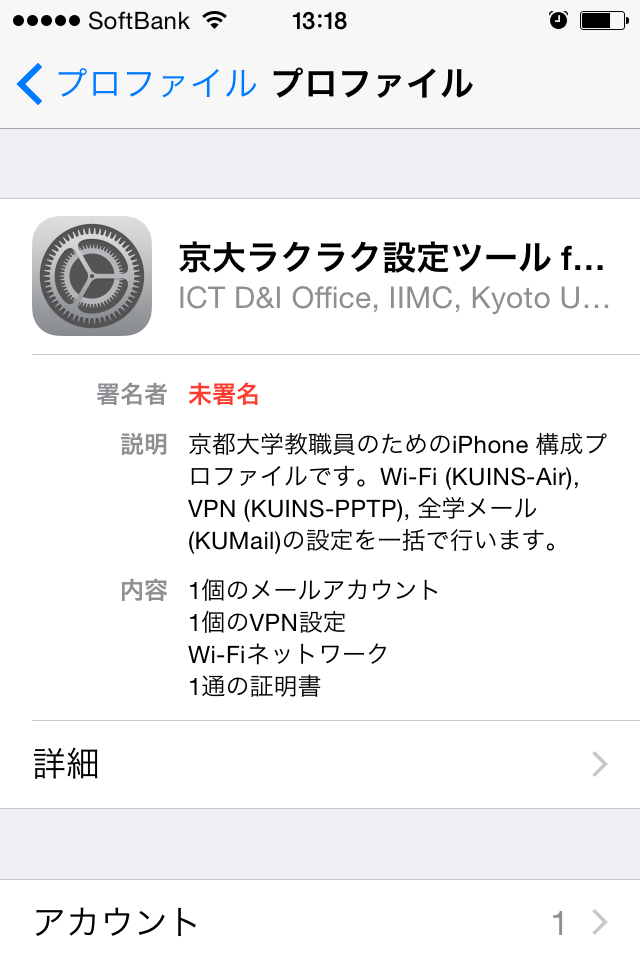 SoftBank 13:18
プロファイル プロファイル
京大ラクラク設定ツール f...
ICT D&I Office, IIMC, Kyoto U...
署名者 未署名
説明 京都大学教職員のためのiPhone 構成プ
ロファイルです。Wi-Fi (KUINS-Air),
VPN (KUINS-PPTP), 全学メール
(KUMail)の設定を一括で行います。
内容 1個のメールアカウント
1個のVPN設定
Wi-Fiネットワーク
1通の証明書
詳細
アカウント 1